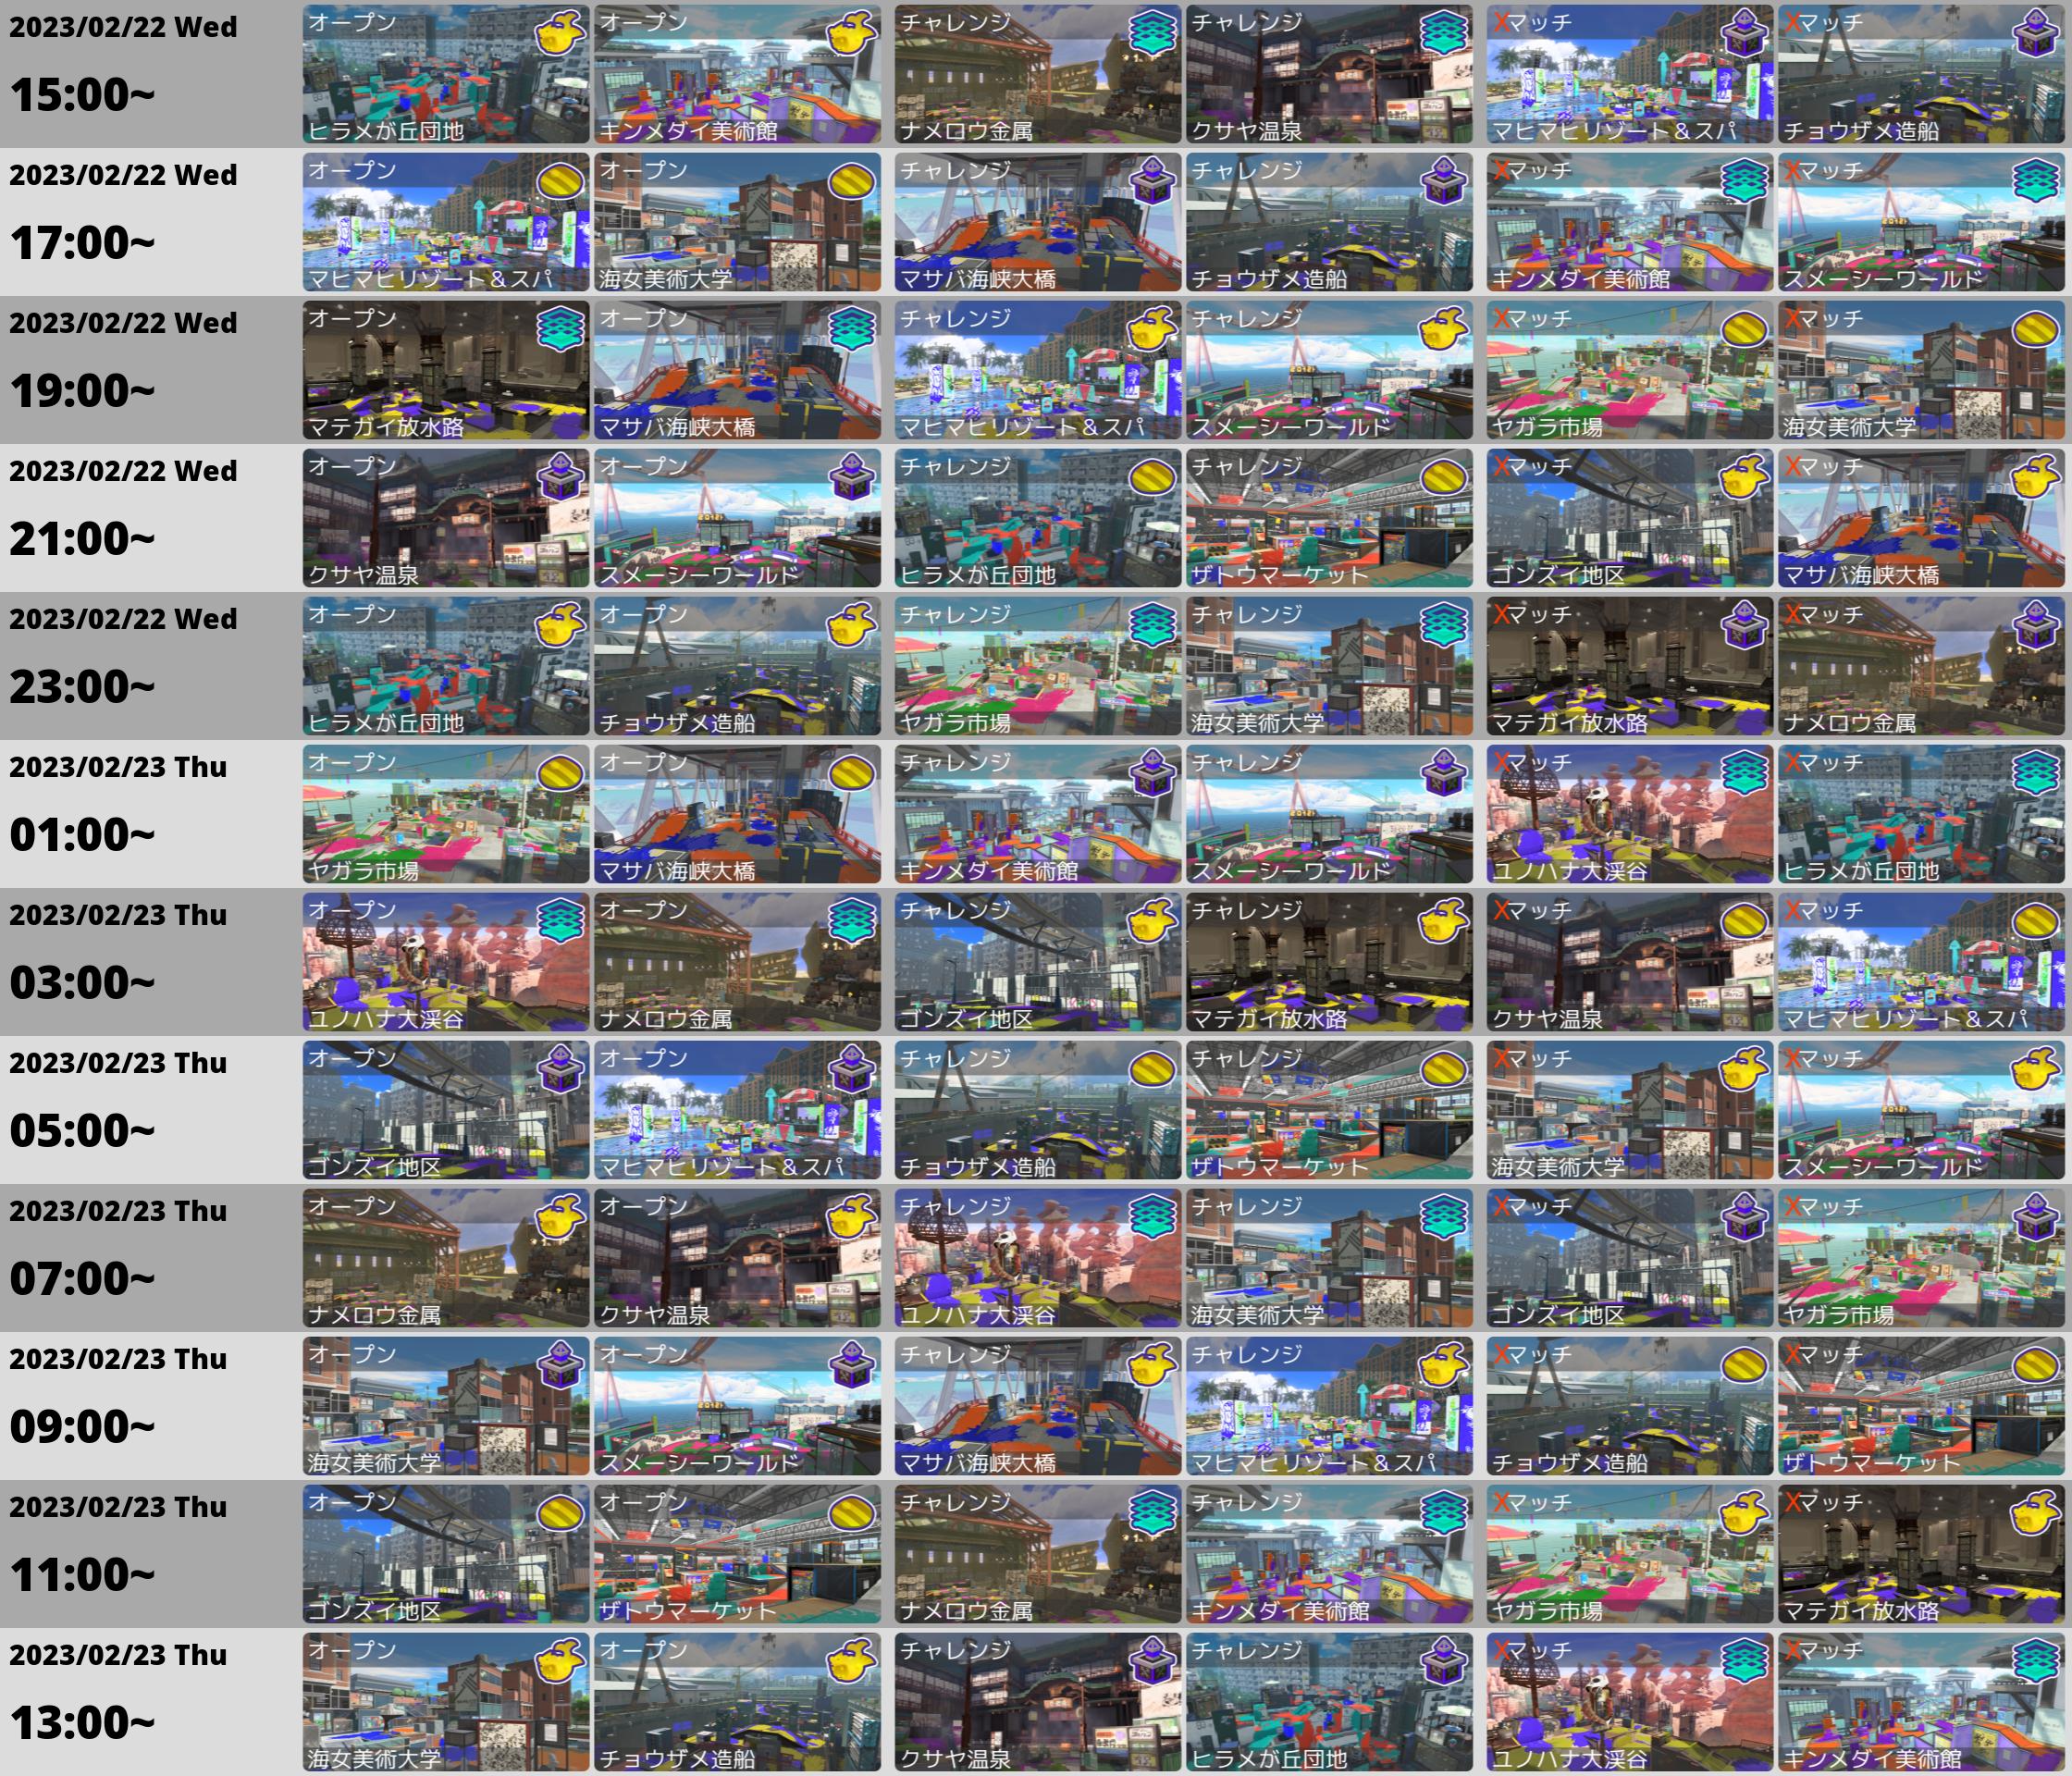 2023/02/22 Wed
15:00~
オープン オープン チャレンジ チャレンジ Xマッチ Xマッチ
ヒラメが丘団地 キンメダイ美術館 ナメロウ金属 クサヤ温泉 マヒマヒリゾート＆スパ チョウザメ造船
2023/02/22 Wed
17:00~
オープン オープン チャレンジ チャレンジ Xマッチ Xマッチ
マヒマヒリゾート＆スパ 海女美術大学 マサバ海峡大橋 チョウザメ造船 キンメダイ美術館 スメーシーワールド
2023/02/22 Wed
19:00~
オープン オープン チャレンジ チャレンジ Xマッチ Xマッチ
マテガイ放水路 マサバ海峡大橋 マヒマヒリゾート＆スパ スメーシーワールド ヤガラ市場 海女美術大学
2023/02/22 Wed
21:00~
オープン オープン チャレンジ チャレンジ Xマッチ Xマッチ
クサヤ温泉 スメーシーワールド ヒラメが丘団地 ザトウマーケット ゴンズイ地区 マサバ海峡大橋
2023/02/22 Wed
23:00~
オープン オープン チャレンジ チャレンジ Xマッチ Xマッチ
ヒラメが丘団地 チョウザメ造船 ヤガラ市場 海女美術大学 マテガイ放水路 ナメロウ金属
2023/02/23 Thu
01:00~
オープン オープン チャレンジ チャレンジ Xマッチ Xマッチ
ヤガラ市場 マサバ海峡大橋 キンメダイ美術館 スメーシーワールド ユノハナ大渓谷 ヒラメが丘団地
2023/02/23 Thu
03:00~
オープン オープン チャレンジ チャレンジ Xマッチ Xマッチ
ユノハナ大渓谷 ナメロウ金属 ゴンズイ地区 マテガイ放水路 クサヤ温泉 マヒマヒリゾート＆スパ
2023/02/23 Thu
05:00~
オープン オープン チャレンジ チャレンジ Xマッチ Xマッチ
ゴンズイ地区 マヒマヒリゾート＆スパ チョウザメ造船 ザトウマーケット 海女美術大学 スメーシーワールド
2023/02/23 Thu
07:00~
オープン オープン チャレンジ チャレンジ Xマッチ Xマッチ
ナメロウ金属 クサヤ温泉 ユノハナ大渓谷 海女美術大学 ゴンズイ地区 ヤガラ市場
2023/02/23 Thu
09:00~
オープン オープン チャレンジ チャレンジ Xマッチ Xマッチ
海女美術大学 スメーシーワールド マサバ海峡大橋 マヒマヒリゾート＆スパ チョウザメ造船 ザトウマーケット
2023/02/23 Thu
11:00~
オープン オープン チャレンジ チャレンジ Xマッチ Xマッチ
ゴンズイ地区 ザトウマーケット ナメロウ金属 キンメダイ美術館 ヤガラ市場 マテガイ放水路
2023/02/23 Thu
13:00~
オープン オープン チャレンジ チャレンジ Xマッチ Xマッチ
海女美術大学 チョウザメ造船 クサヤ温泉 ヒラメが丘団地 ユノハナ大渓谷 キンメダイ美術館